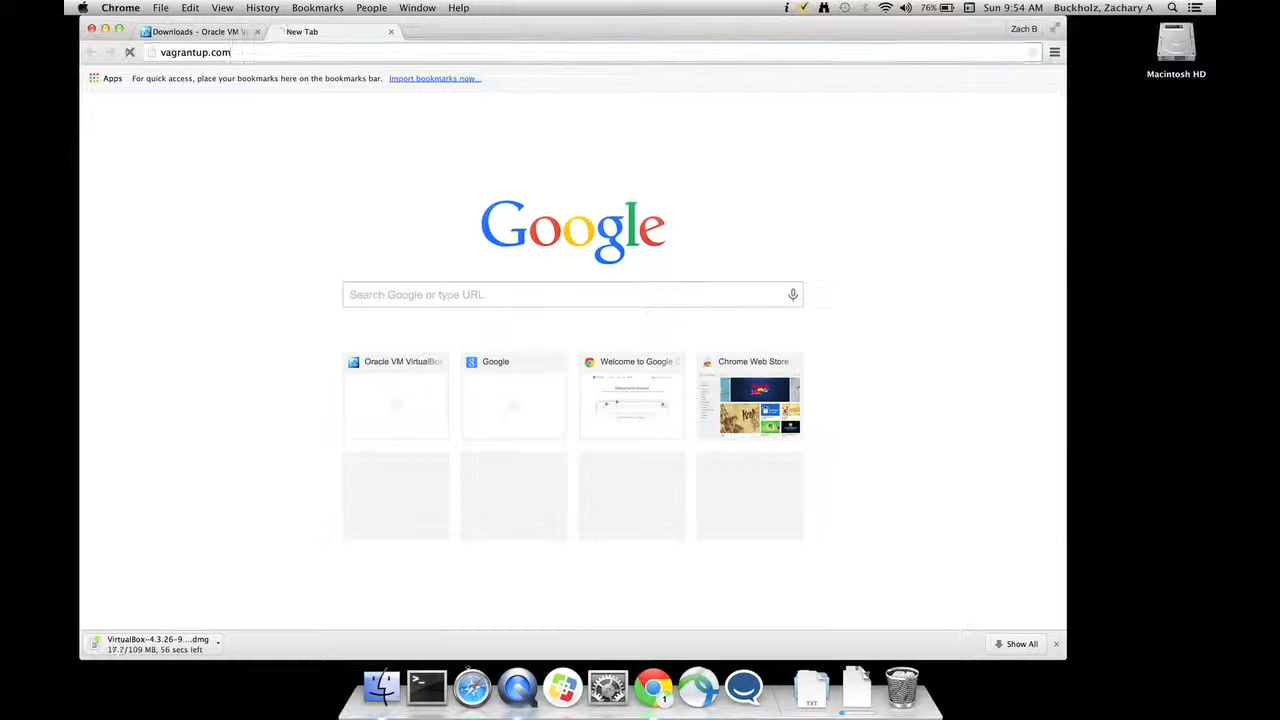 Chrome File Edit View History Bookmarks People Window Help 76% Sun 9:54 AM Buckholz, Zachary A
Downloads – Oracle VM Vi
New Tab
Zach B
vagrantup.com
Apps For quick access, place your bookmarks here on the bookmarks bar. Import bookmarks now...
Macintosh HD
Google
Search Google or type URL
Oracle VM VirtualBox
Google
Welcome to Google C
Chrome Web Store
VirtualBox-4.3.26-9....dmg
17.7/109 MB, 56 secs left
Show All
1
TXT